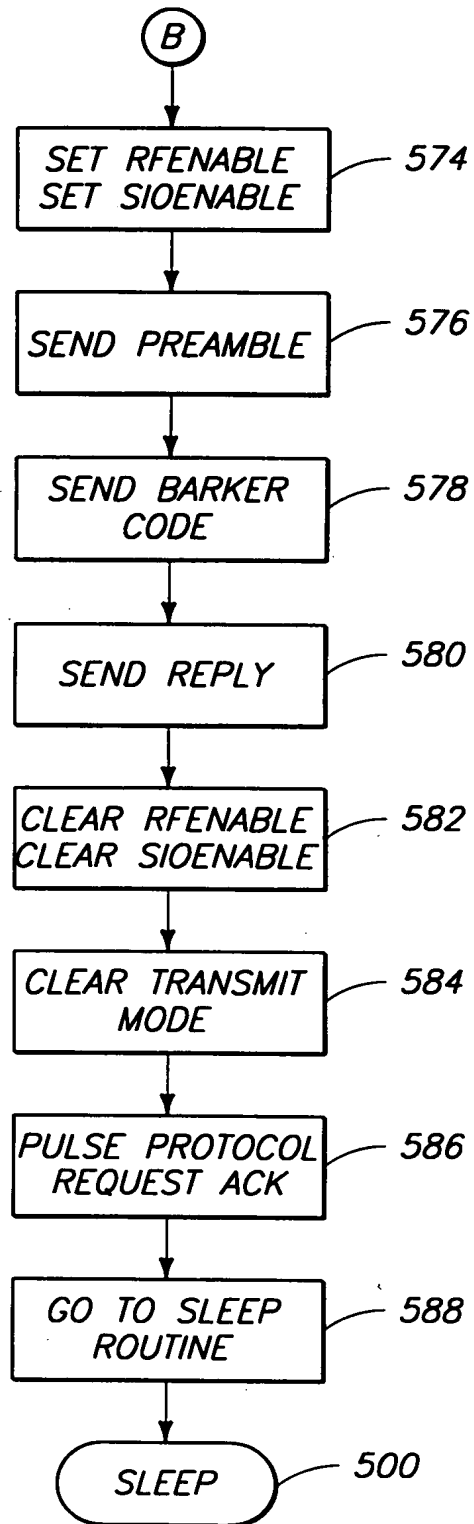 B
SET RFENABLE
SET SIOENABLE
574
SEND PREAMBLE
576
SEND BARKER
CODE
578
SEND REPLY
580
CLEAR RFENABLE
CLEAR SIOENABLE
582
CLEAR TRANSMIT
MODE
584
PULSE PROTOCOL
REQUEST ACK
586
GO TO SLEEP
ROUTINE
588
SLEEP
500